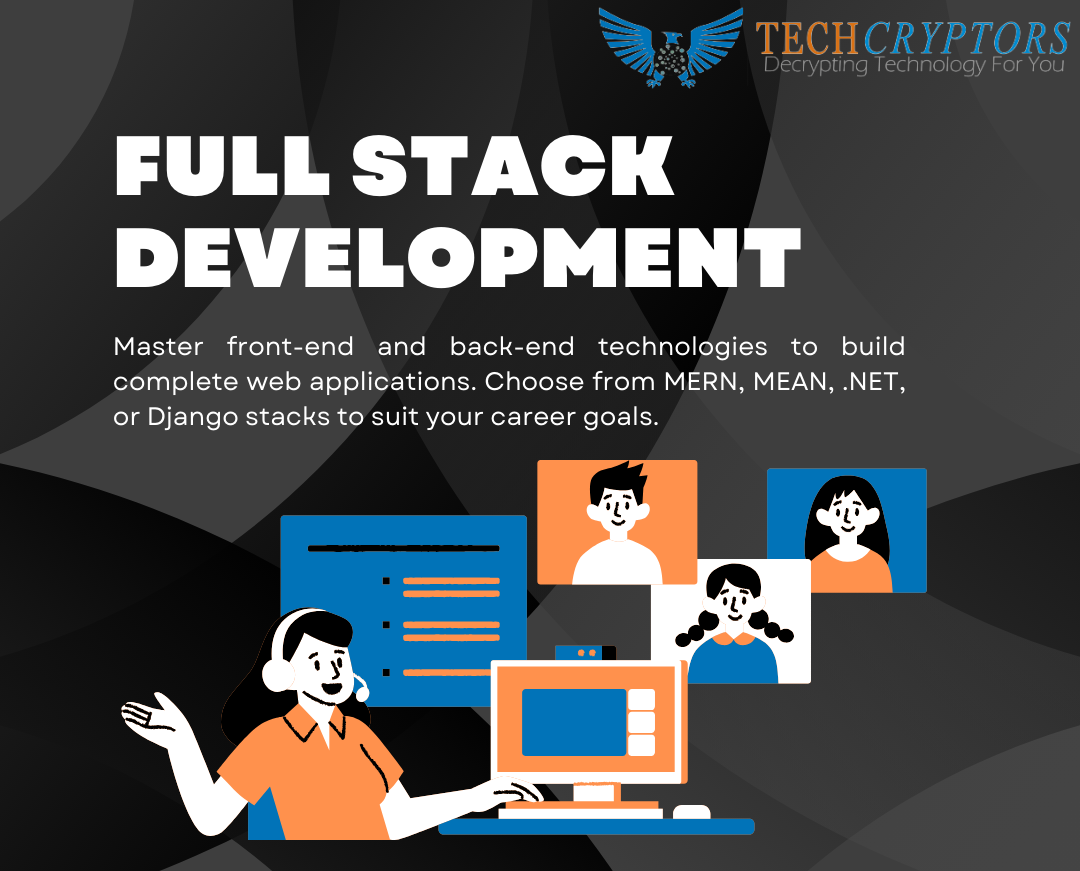 TECHCRYPTORS
Decrypting Technology For You
FULL STACK
DEVELOPMENT
Master front-end and back-end technologies to build
complete web applications. Choose from MERN, MEAN, .NET,
or Django stacks to suit your career goals.